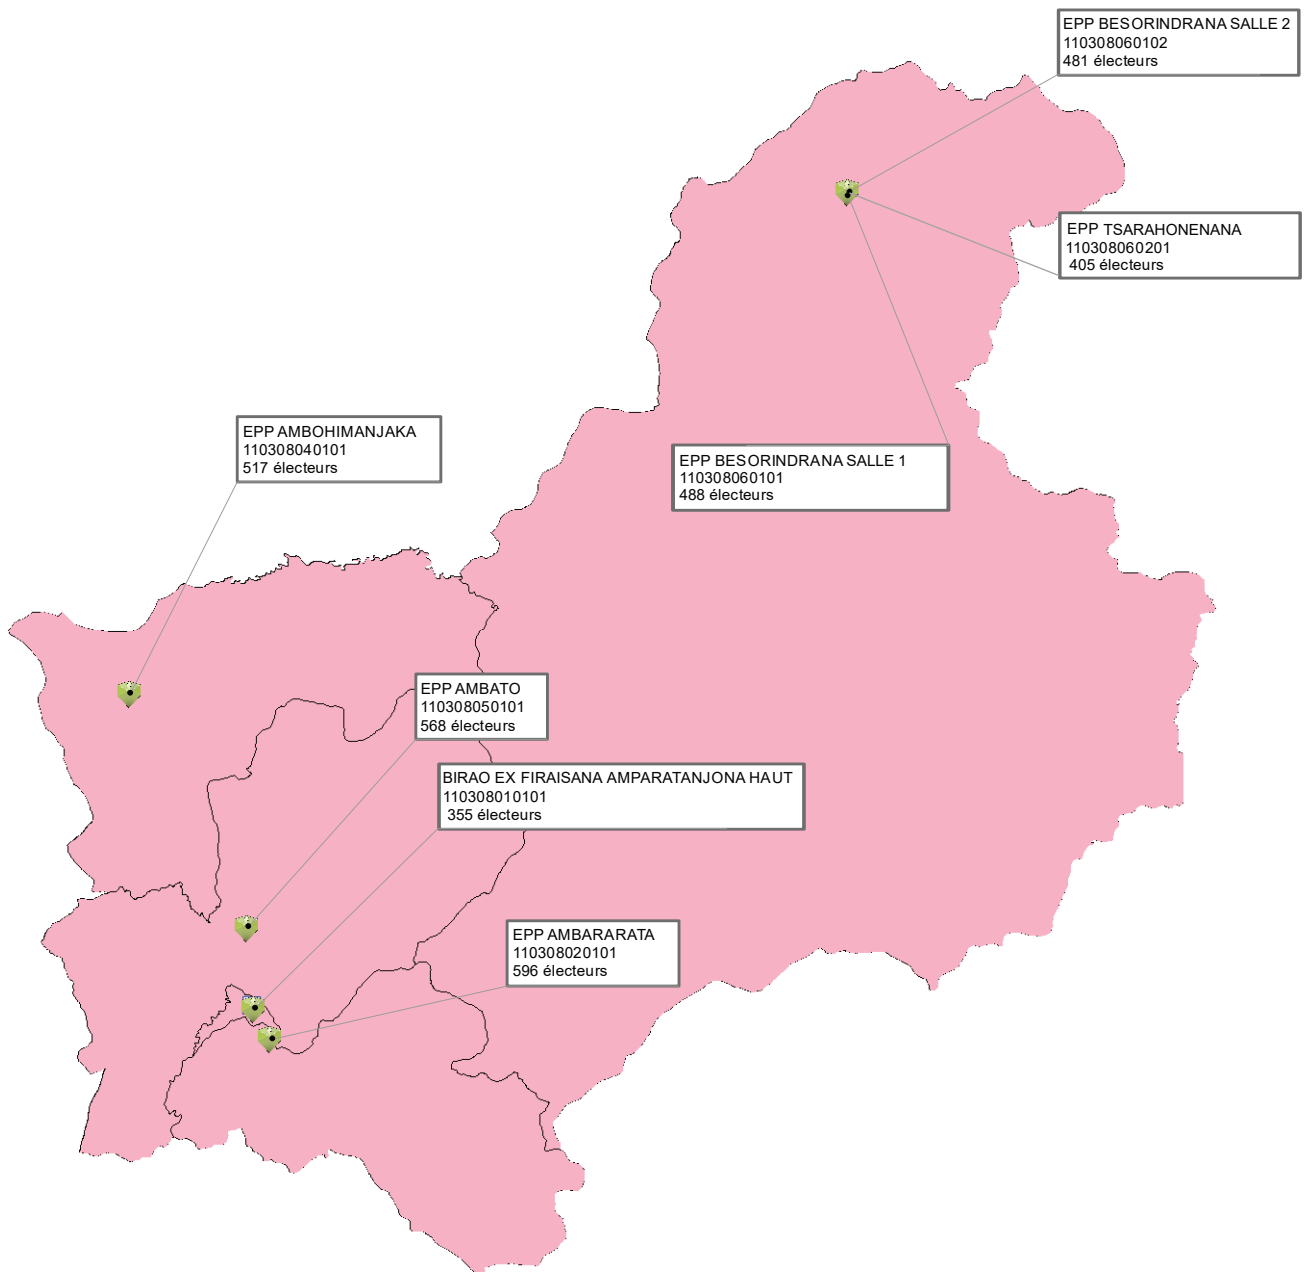 EPP BESORINDRANA SALLE 2
110308060102
481 électeurs
EPP TSARAHONENANA
110308060201
405 électeurs
EPP AMBOHIMANJAKA
110308040101
517 électeurs
EPP BESORINDRANA SALLE 1
110308060101
488 électeurs
EPP AMBATO
110308050101
568 électeurs
BIRAO EX FIRAISANA AMPARATANJONA HAUT
110308010101
355 électeurs
EPP AMBARARATA
110308020101
596 électeurs